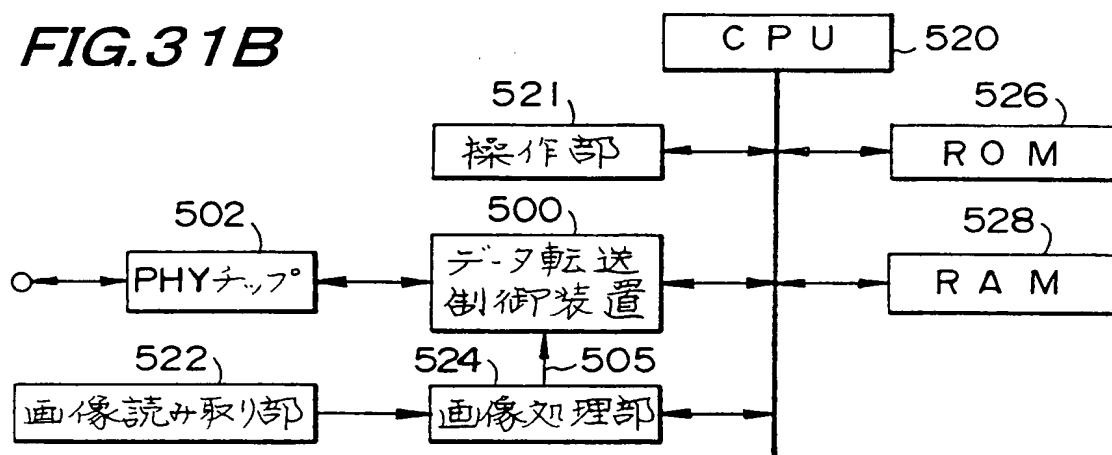 FIG.31B
CPU
520
521
操作部
526
ROM
502
PHYチップ
500
データ転送
制御装置
528
RAM
522
画像読み取り部
524
505
画像処理部